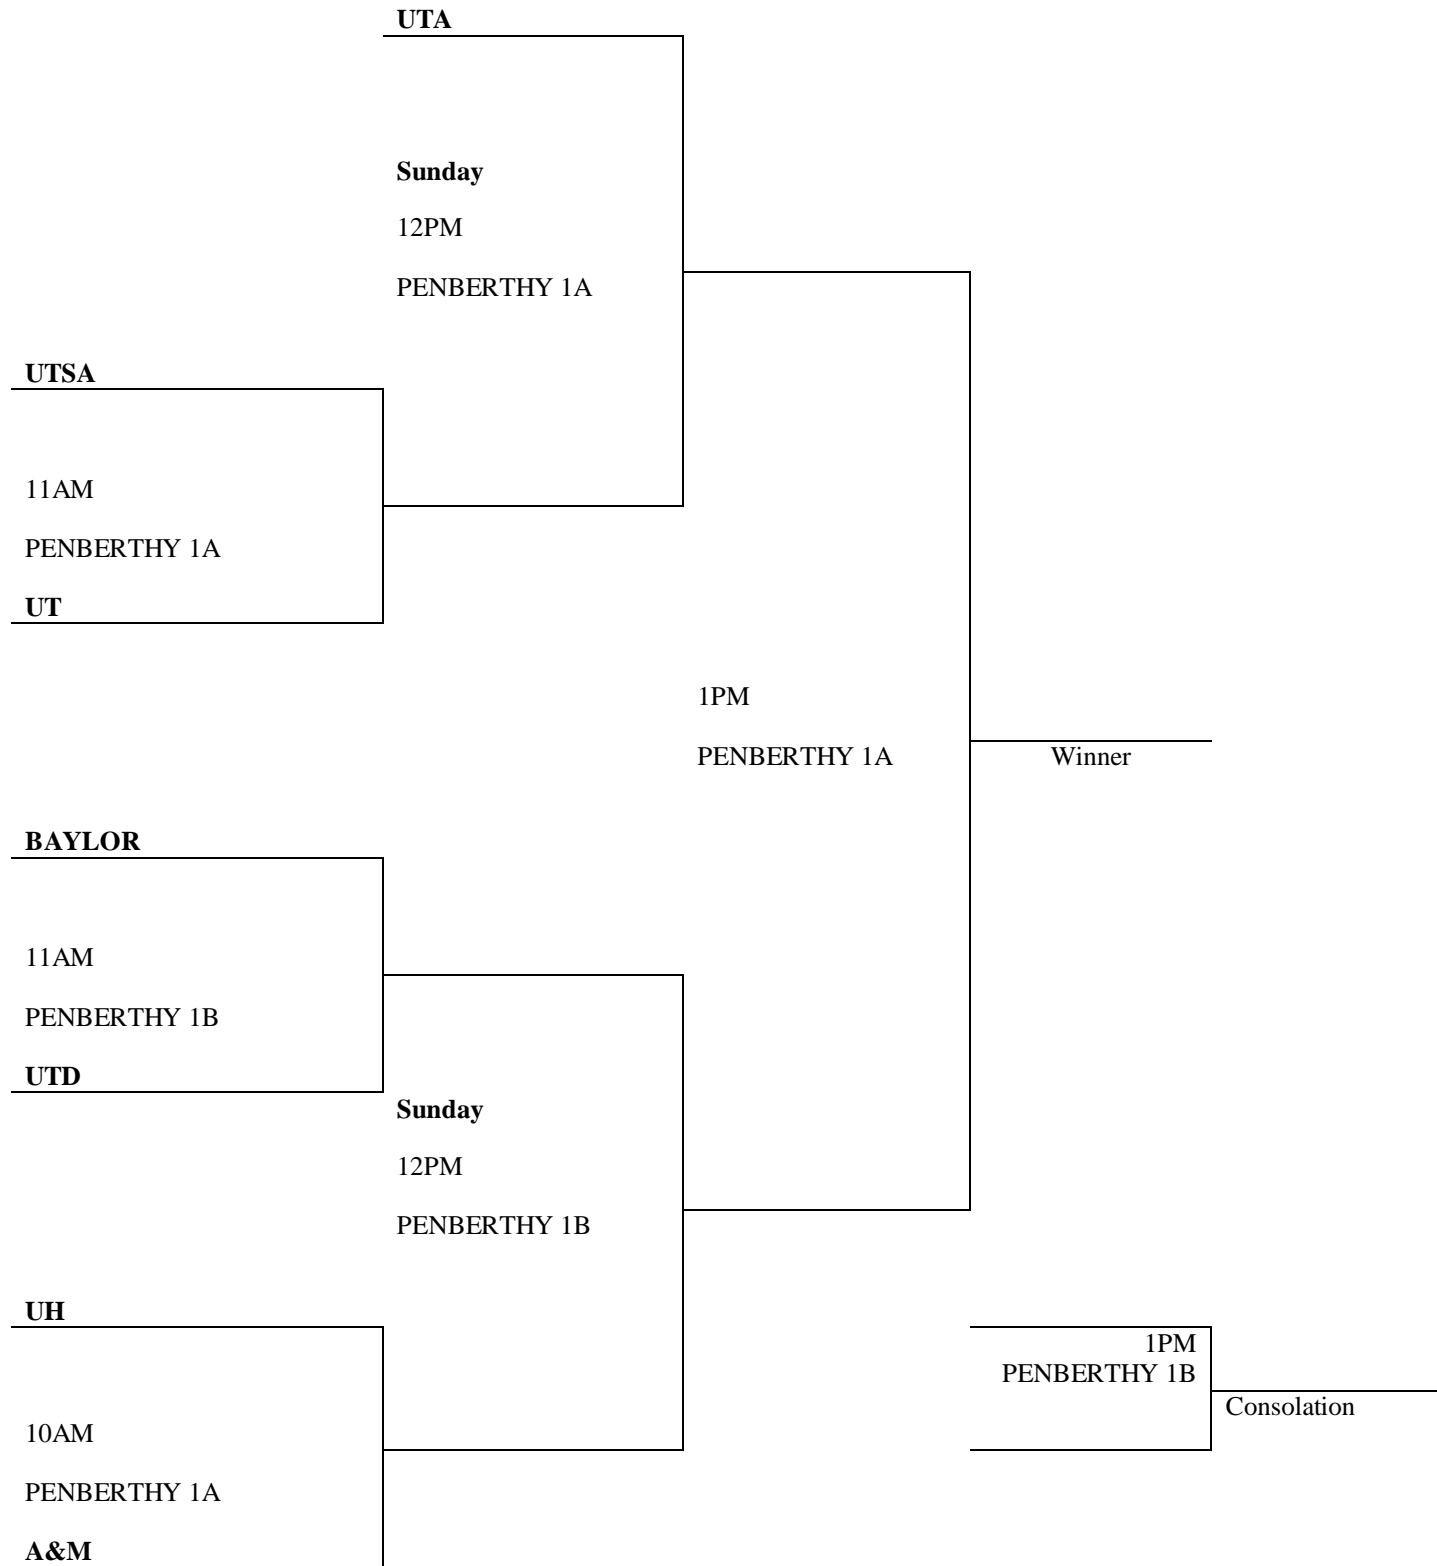 UTA
Sunday
12PM
PENBERTHY 1A
UTSA
11AM
PENBERTHY 1A
UT
1PM
PENBERTHY 1A
Winner
BAYLOR
11AM
PENBERTHY 1B
UTD
Sunday
12PM
PENBERTHY 1B
UH
1PM
PENBERTHY 1B
Consolation
10AM
PENBERTHY 1A
A&M